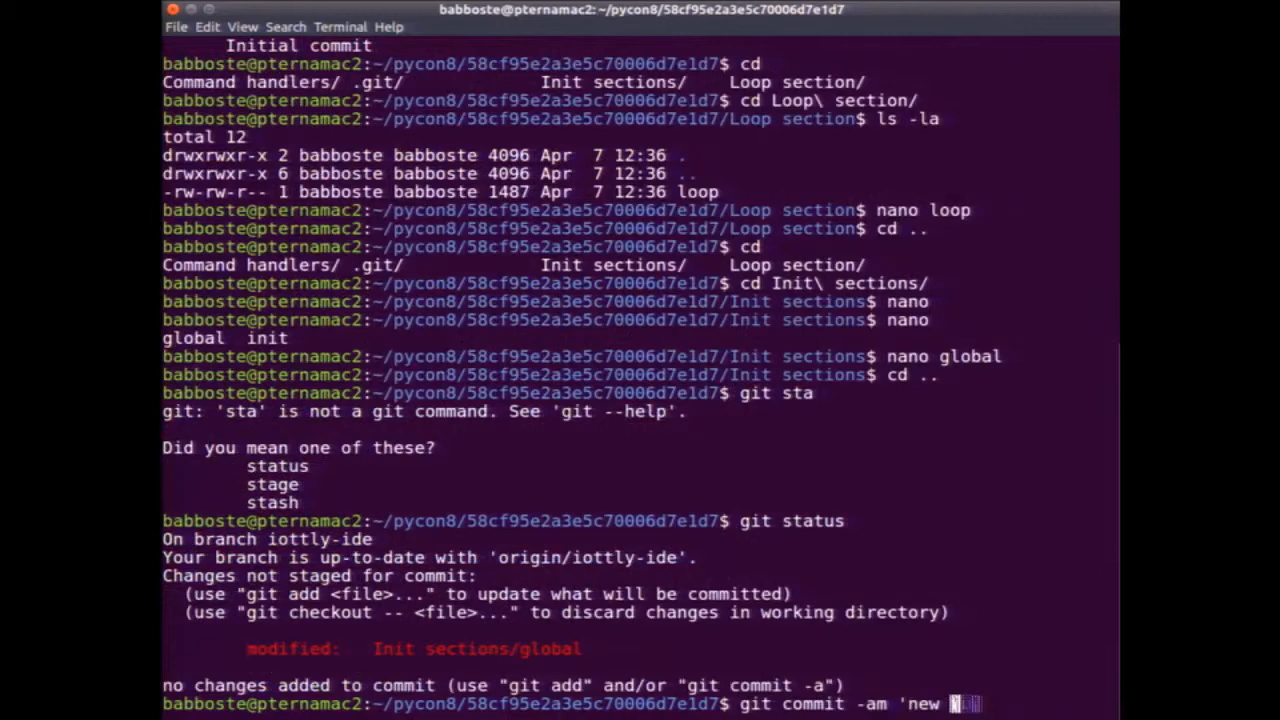 babboste@pternamac2: ~/pycon8/58cf95e2a3e5c70006d7e1d7
File Edit View Search Terminal Help
Initial commit
babboste@pternamac2:~/pycon8/58cf95e2a3e5c70006d7e1d7$ cd
Command handlers/ .git/ Init sections/ Loop section/
babboste@pternamac2:~/pycon8/58cf95e2a3e5c70006d7e1d7$ cd Loop\ section/
babboste@pternamac2:~/pycon8/58cf95e2a3e5c70006d7e1d7/Loop section$ ls -la
total 12
drwxrwxr-x 2 babboste babboste 4096 Apr 7 12:36 .
drwxrwxr-x 6 babboste babboste 4096 Apr 7 12:36 ..
-rw-rw-r-- 1 babboste babboste 1487 Apr 7 12:36 loop
babboste@pternamac2:~/pycon8/58cf95e2a3e5c70006d7e1d7/Loop section$ nano loop
babboste@pternamac2:~/pycon8/58cf95e2a3e5c70006d7e1d7/Loop section$ cd ..
babboste@pternamac2:~/pycon8/58cf95e2a3e5c70006d7e1d7$ cd
Command handlers/ .git/ Init sections/ Loop section/
babboste@pternamac2:~/pycon8/58cf95e2a3e5c70006d7e1d7$ cd Init\ sections/
babboste@pternamac2:~/pycon8/58cf95e2a3e5c70006d7e1d7/Init sections$ nano
babboste@pternamac2:~/pycon8/58cf95e2a3e5c70006d7e1d7/Init sections$ nano
global init
babboste@pternamac2:~/pycon8/58cf95e2a3e5c70006d7e1d7/Init sections$ nano global
babboste@pternamac2:~/pycon8/58cf95e2a3e5c70006d7e1d7/Init sections$ cd ..
babboste@pternamac2:~/pycon8/58cf95e2a3e5c70006d7e1d7$ git sta
git: 'sta' is not a git command. See 'git --help'.
Did you mean one of these?
status
stage
stash
babboste@pternamac2:~/pycon8/58cf95e2a3e5c70006d7e1d7$ git status
On branch iottly-ide
Your branch is up-to-date with 'origin/iottly-ide'.
Changes not staged for commit:
(use "git add <file>..." to update what will be committed)
(use "git checkout -- <file>..." to discard changes in working directory)
modified: Init sections/global
no changes added to commit (use "git add" and/or "git commit -a")
babboste@pternamac2:~/pycon8/58cf95e2a3e5c70006d7e1d7$ git commit -am 'new